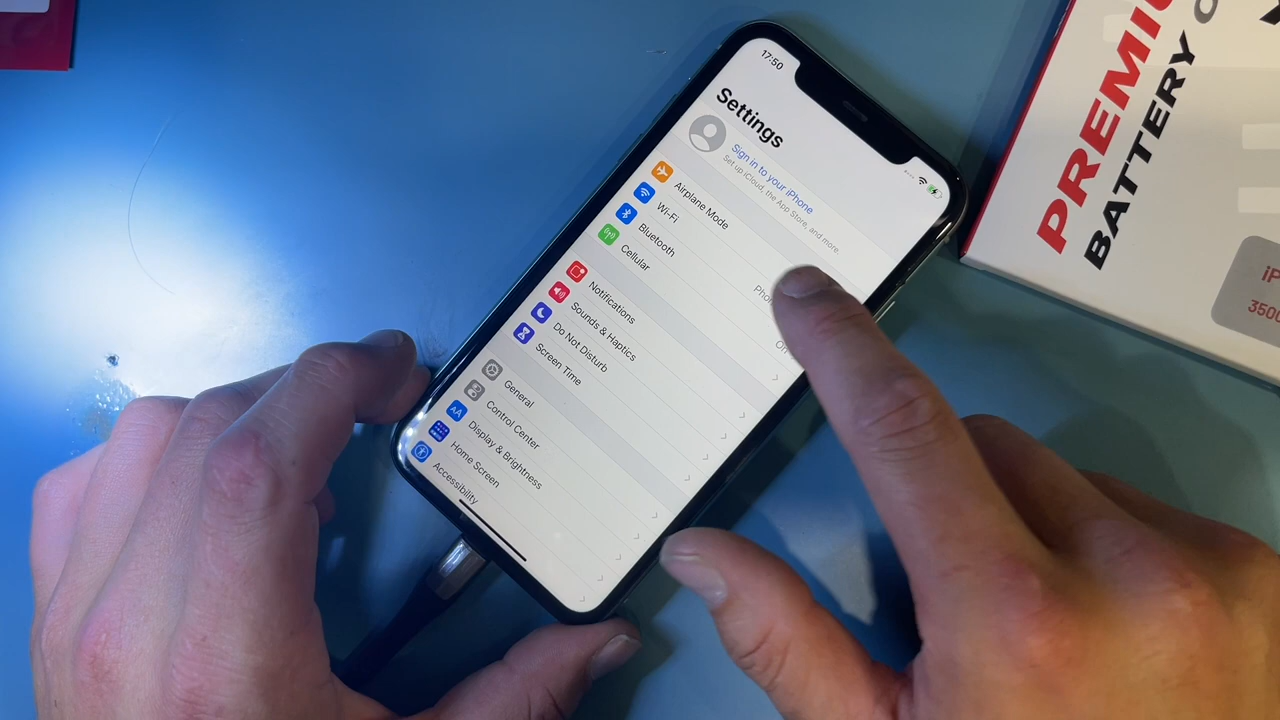 17:50
Settings
Sign in to your iPhone
Set up iCloud, the App Store, and more.
Airplane Mode
Wi-Fi
Bluetooth
Cellular
Notifications
Sounds & Haptics
Do Not Disturb
Screen Time
General
Control Center
AA Display & Brightness
Home Screen
Accessibility
BATTERY